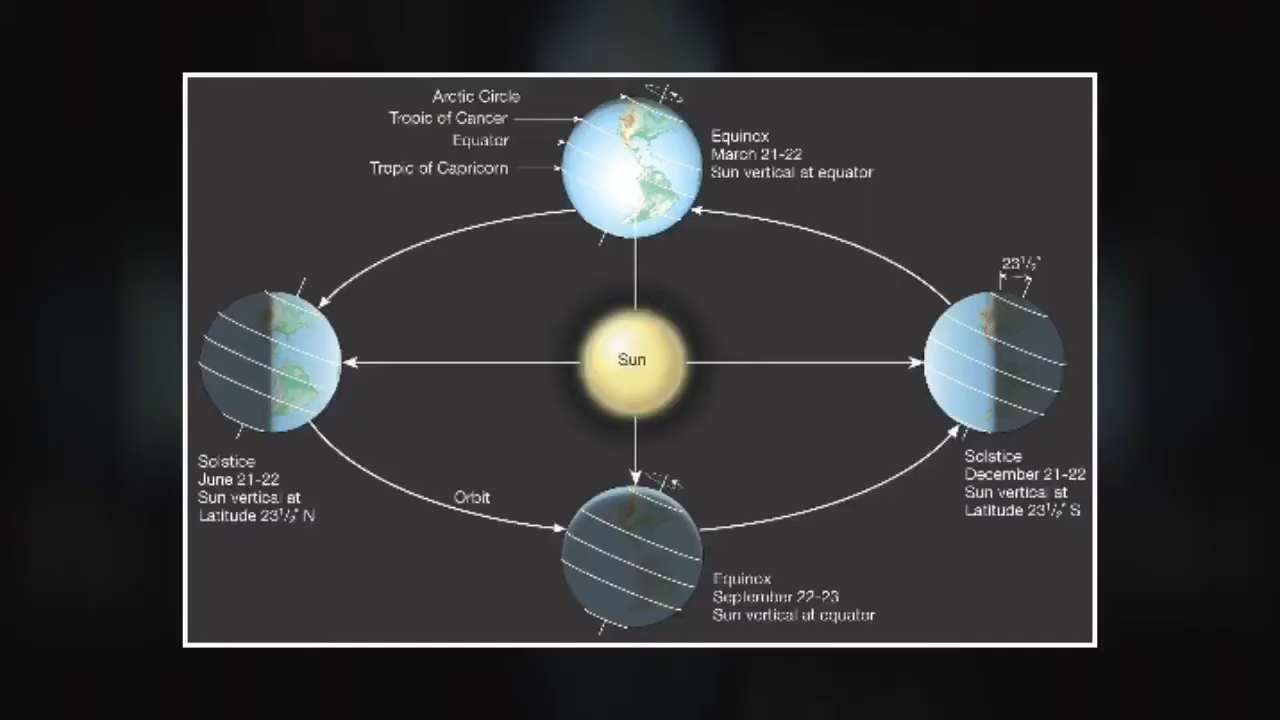 Arctic Circle
Tropic of Cancer
Equator
Tropic of Capricorn
Equinox
March 21-22
Sun vertical at equator
23½°
Sun
Solstice
June 21-22
Sun vertical at
Latitude 23½° N
Orbit
Solstice
December 21-22
Sun vertical at
Latitude 23½° S
Equinox
September 22-23
Sun vertical at equator